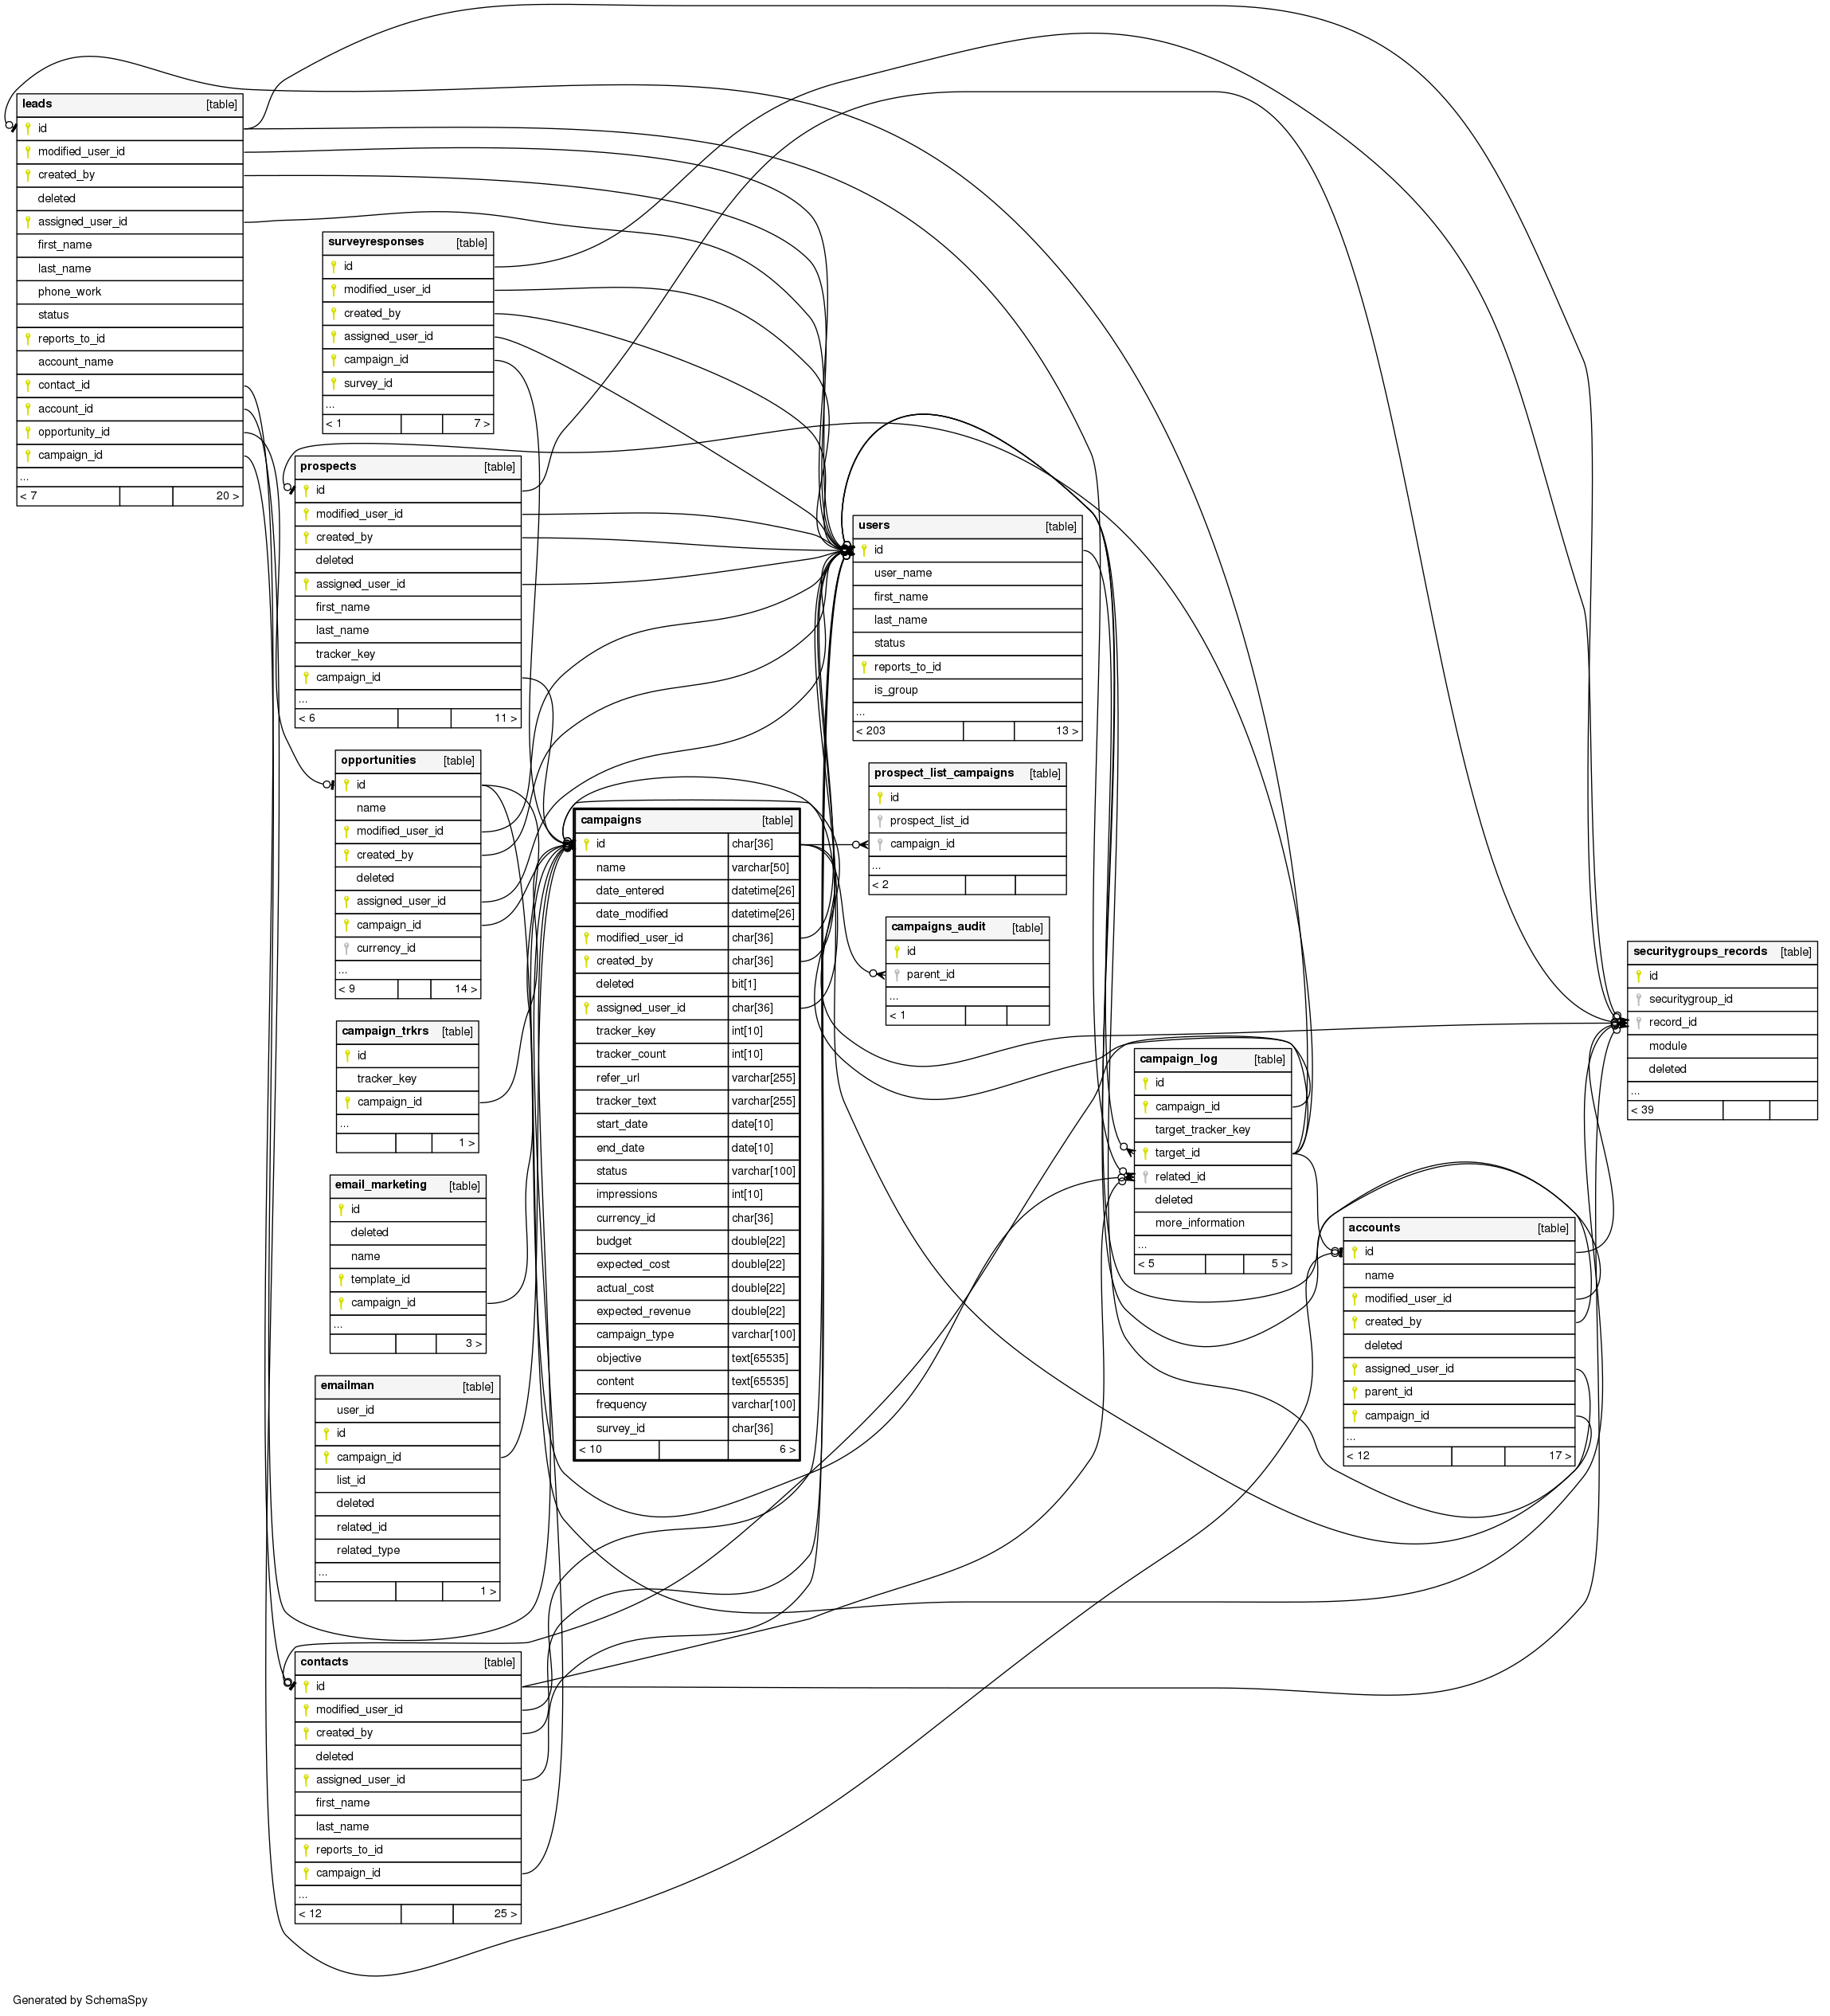 leads [table]
id
modified_user_id
created_by
deleted
assigned_user_id
first_name
last_name
phone_work
status
reports_to_id
account_name
contact_id
account_id
opportunity_id
campaign_id
...
< 7 20 >
surveyresponses [table]
id
modified_user_id
created_by
assigned_user_id
campaign_id
survey_id
...
< 1 7 >
prospects [table]
id
modified_user_id
created_by
deleted
assigned_user_id
first_name
last_name
tracker_key
campaign_id
...
< 6 11 >
users [table]
id
user_name
first_name
last_name
status
reports_to_id
is_group
...
< 203 13 >
opportunities [table]
id
name
modified_user_id
created_by
deleted
assigned_user_id
campaign_id
currency_id
...
< 9 14 >
prospect_list_campaigns [table]
id
prospect_list_id
campaign_id
...
< 2
campaigns [table]
id char[36]
name varchar[50]
date_entered datetime[26]
date_modified datetime[26]
modified_user_id char[36]
created_by char[36]
deleted bit[1]
assigned_user_id char[36]
tracker_key int[10]
tracker_count int[10]
refer_url varchar[255]
tracker_text varchar[255]
start_date date[10]
end_date date[10]
status varchar[100]
impressions int[10]
currency_id char[36]
budget double[22]
expected_cost double[22]
actual_cost double[22]
expected_revenue double[22]
campaign_type varchar[100]
objective text[65535]
content text[65535]
frequency varchar[100]
survey_id char[36]
< 10 6 >
campaigns_audit [table]
id
parent_id
...
< 1
securitygroups_records [table]
id
securitygroup_id
record_id
module
deleted
...
< 39
campaign_trkrs [table]
id
tracker_key
campaign_id
...
1 >
campaign_log [table]
id
campaign_id
target_tracker_key
target_id
related_id
deleted
more_information
...
< 5 5 >
email_marketing [table]
id
deleted
name
template_id
campaign_id
...
3 >
accounts [table]
id
name
modified_user_id
created_by
deleted
assigned_user_id
parent_id
campaign_id
...
< 12 17 >
emailman [table]
user_id
id
campaign_id
list_id
deleted
related_id
related_type
...
1 >
contacts [table]
id
modified_user_id
created_by
deleted
assigned_user_id
first_name
last_name
reports_to_id
campaign_id
...
< 12 25 >
Generated by SchemaSpy